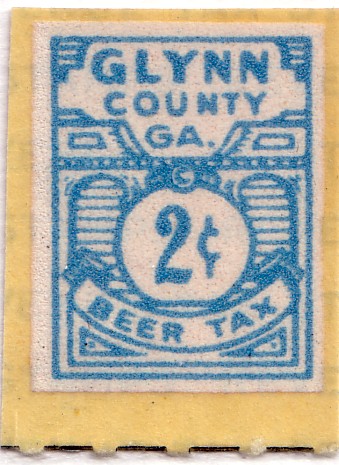 GLYNN
COUNTY
GA.
2¢
BEER TAX